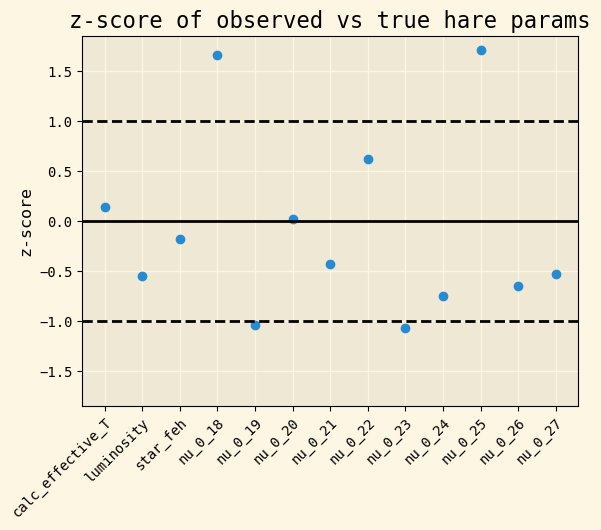 z-score of observed vs true hare params
z-score
1.5
1.0
0.5
0.0
−0.5
−1.0
−1.5
calc_effective_T
luminosity
star_feh
nu_0_18
nu_0_19
nu_0_20
nu_0_21
nu_0_22
nu_0_23
nu_0_24
nu_0_25
nu_0_26
nu_0_27